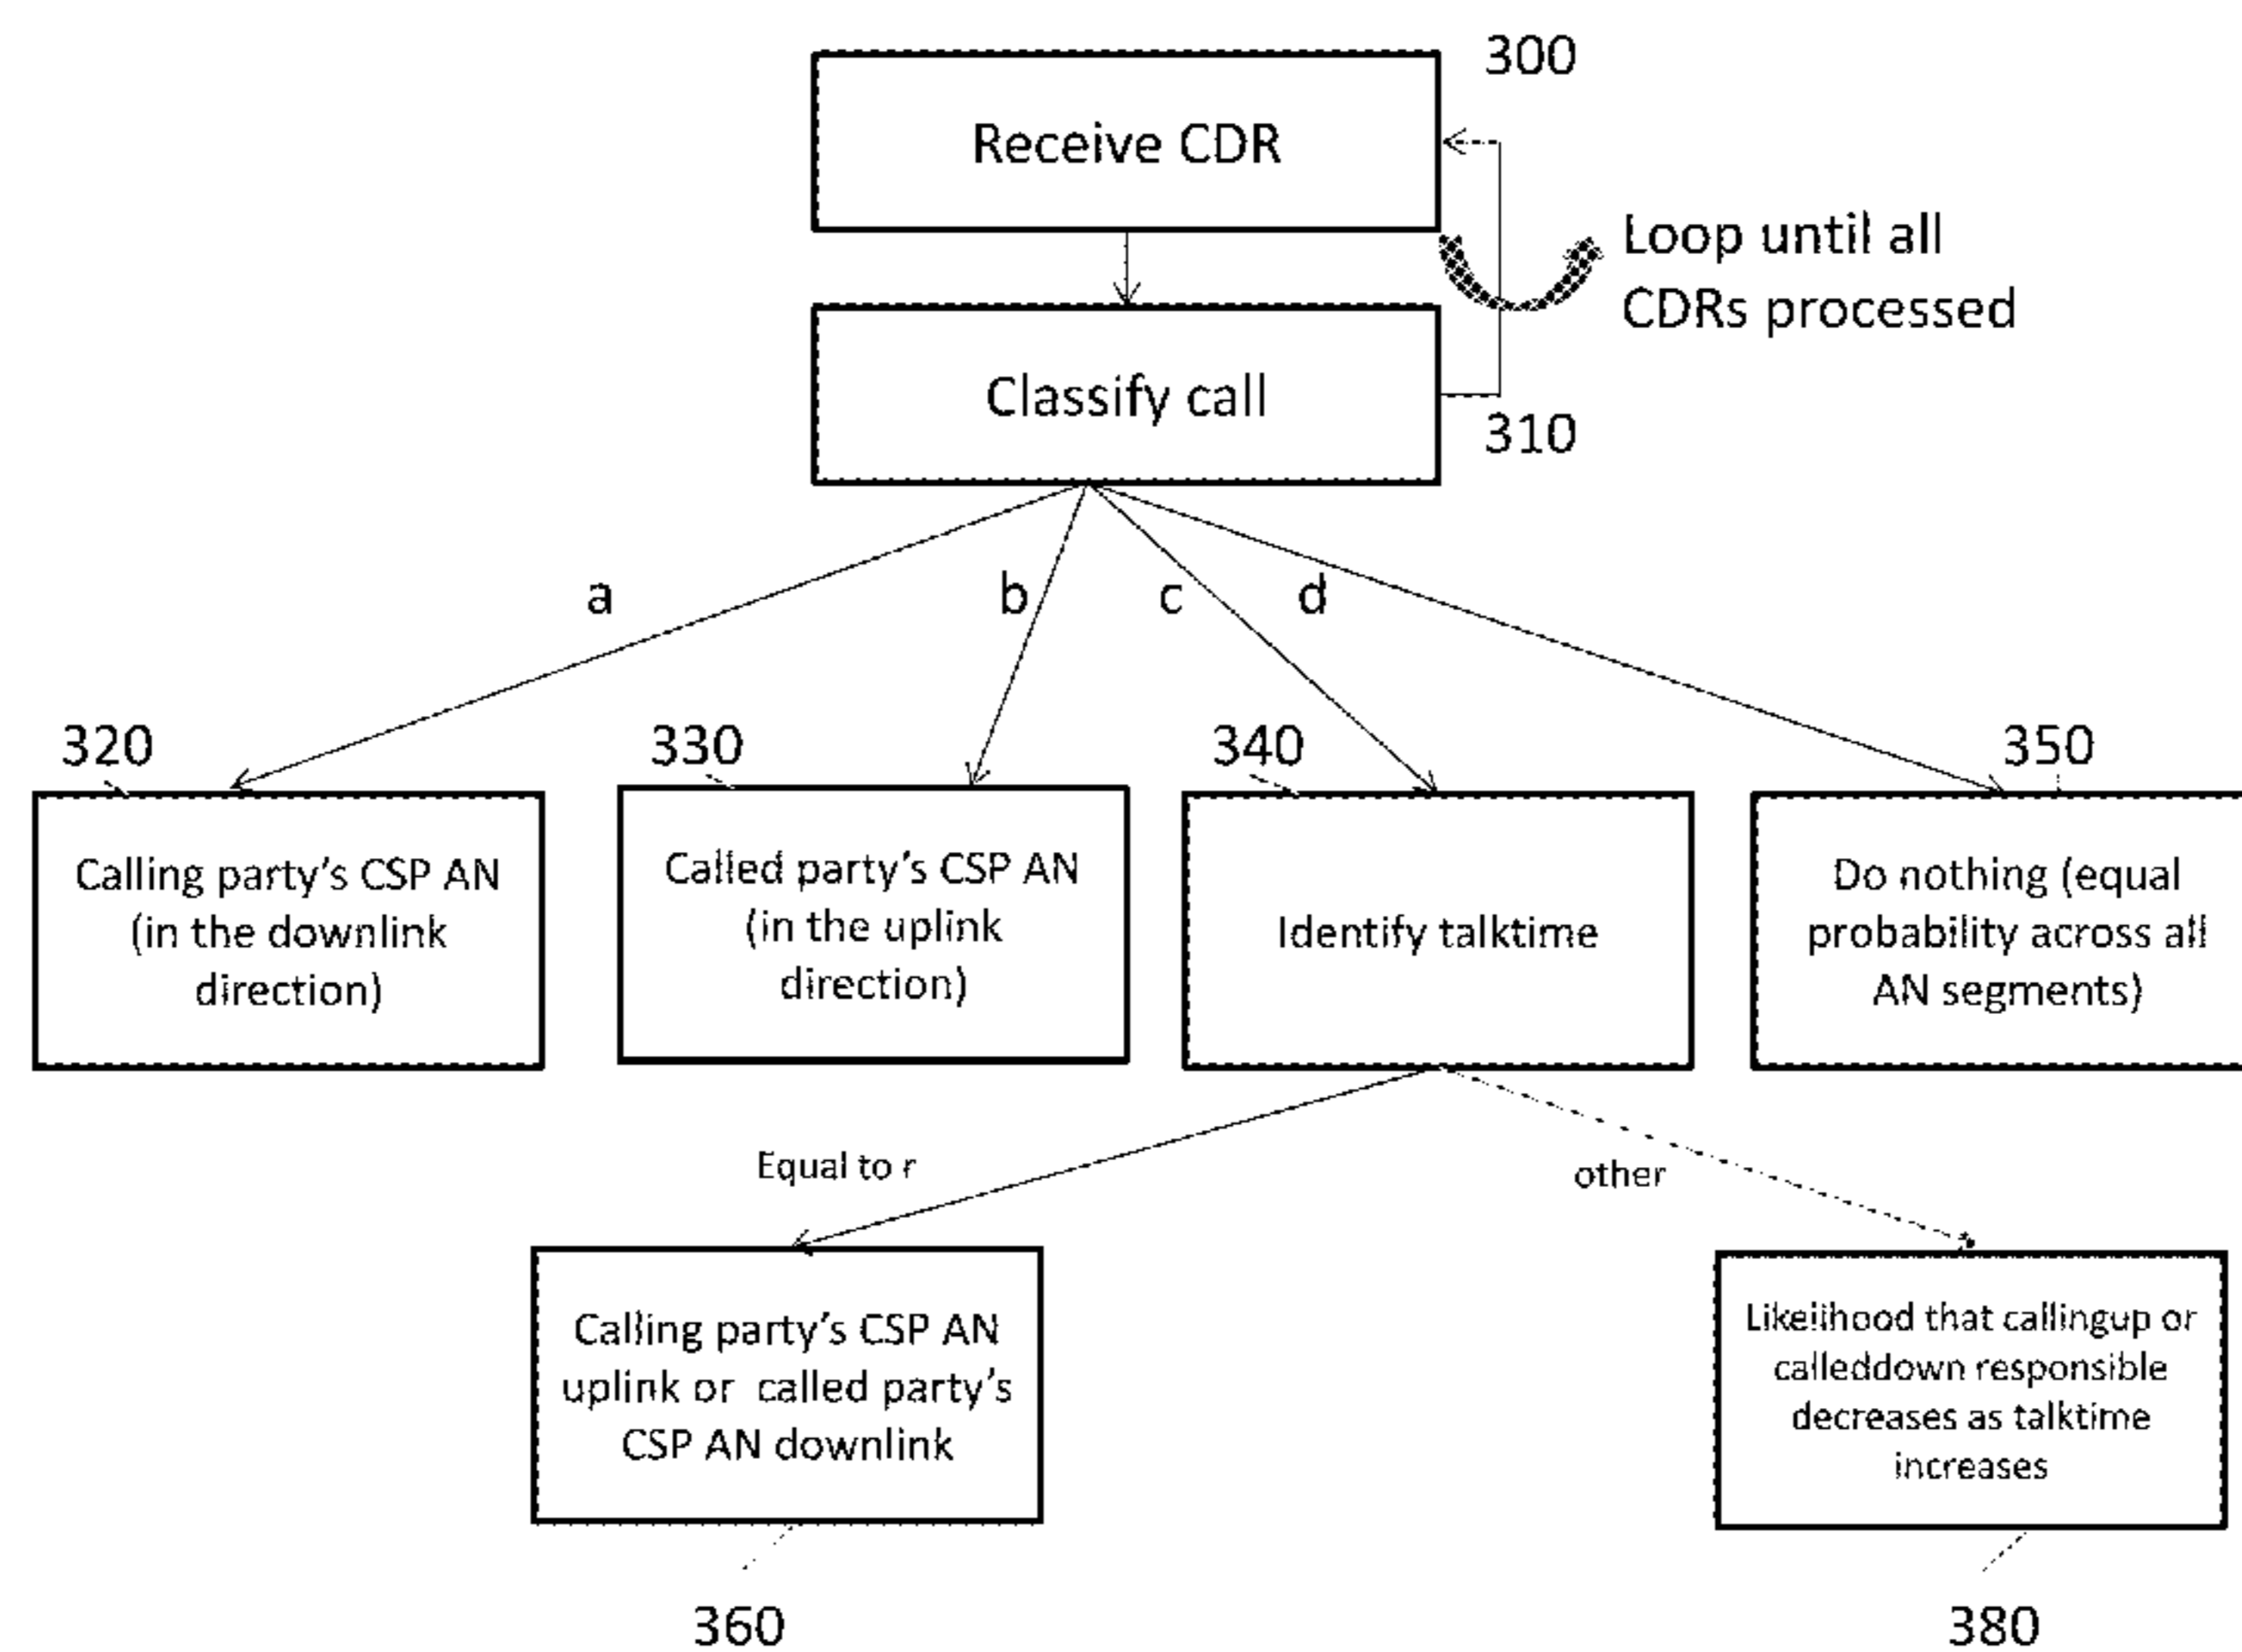 300
Receive CDR
Loop until all
CDRs processed
Classify call
310
a
b
c
d
320
330
340
350
Calling party's CSP AN
(in the downlink
direction)
Called party's CSP AN
(in the uplink
direction)
Identify talktime
Do nothing (equal
probability across all
AN segments)
Equal to r
other
Calling party's CSP AN
uplink or called party's
CSP AN downlink
Likelihood that callingup or
calleddown responsible
decreases as talktime
increases
360
380